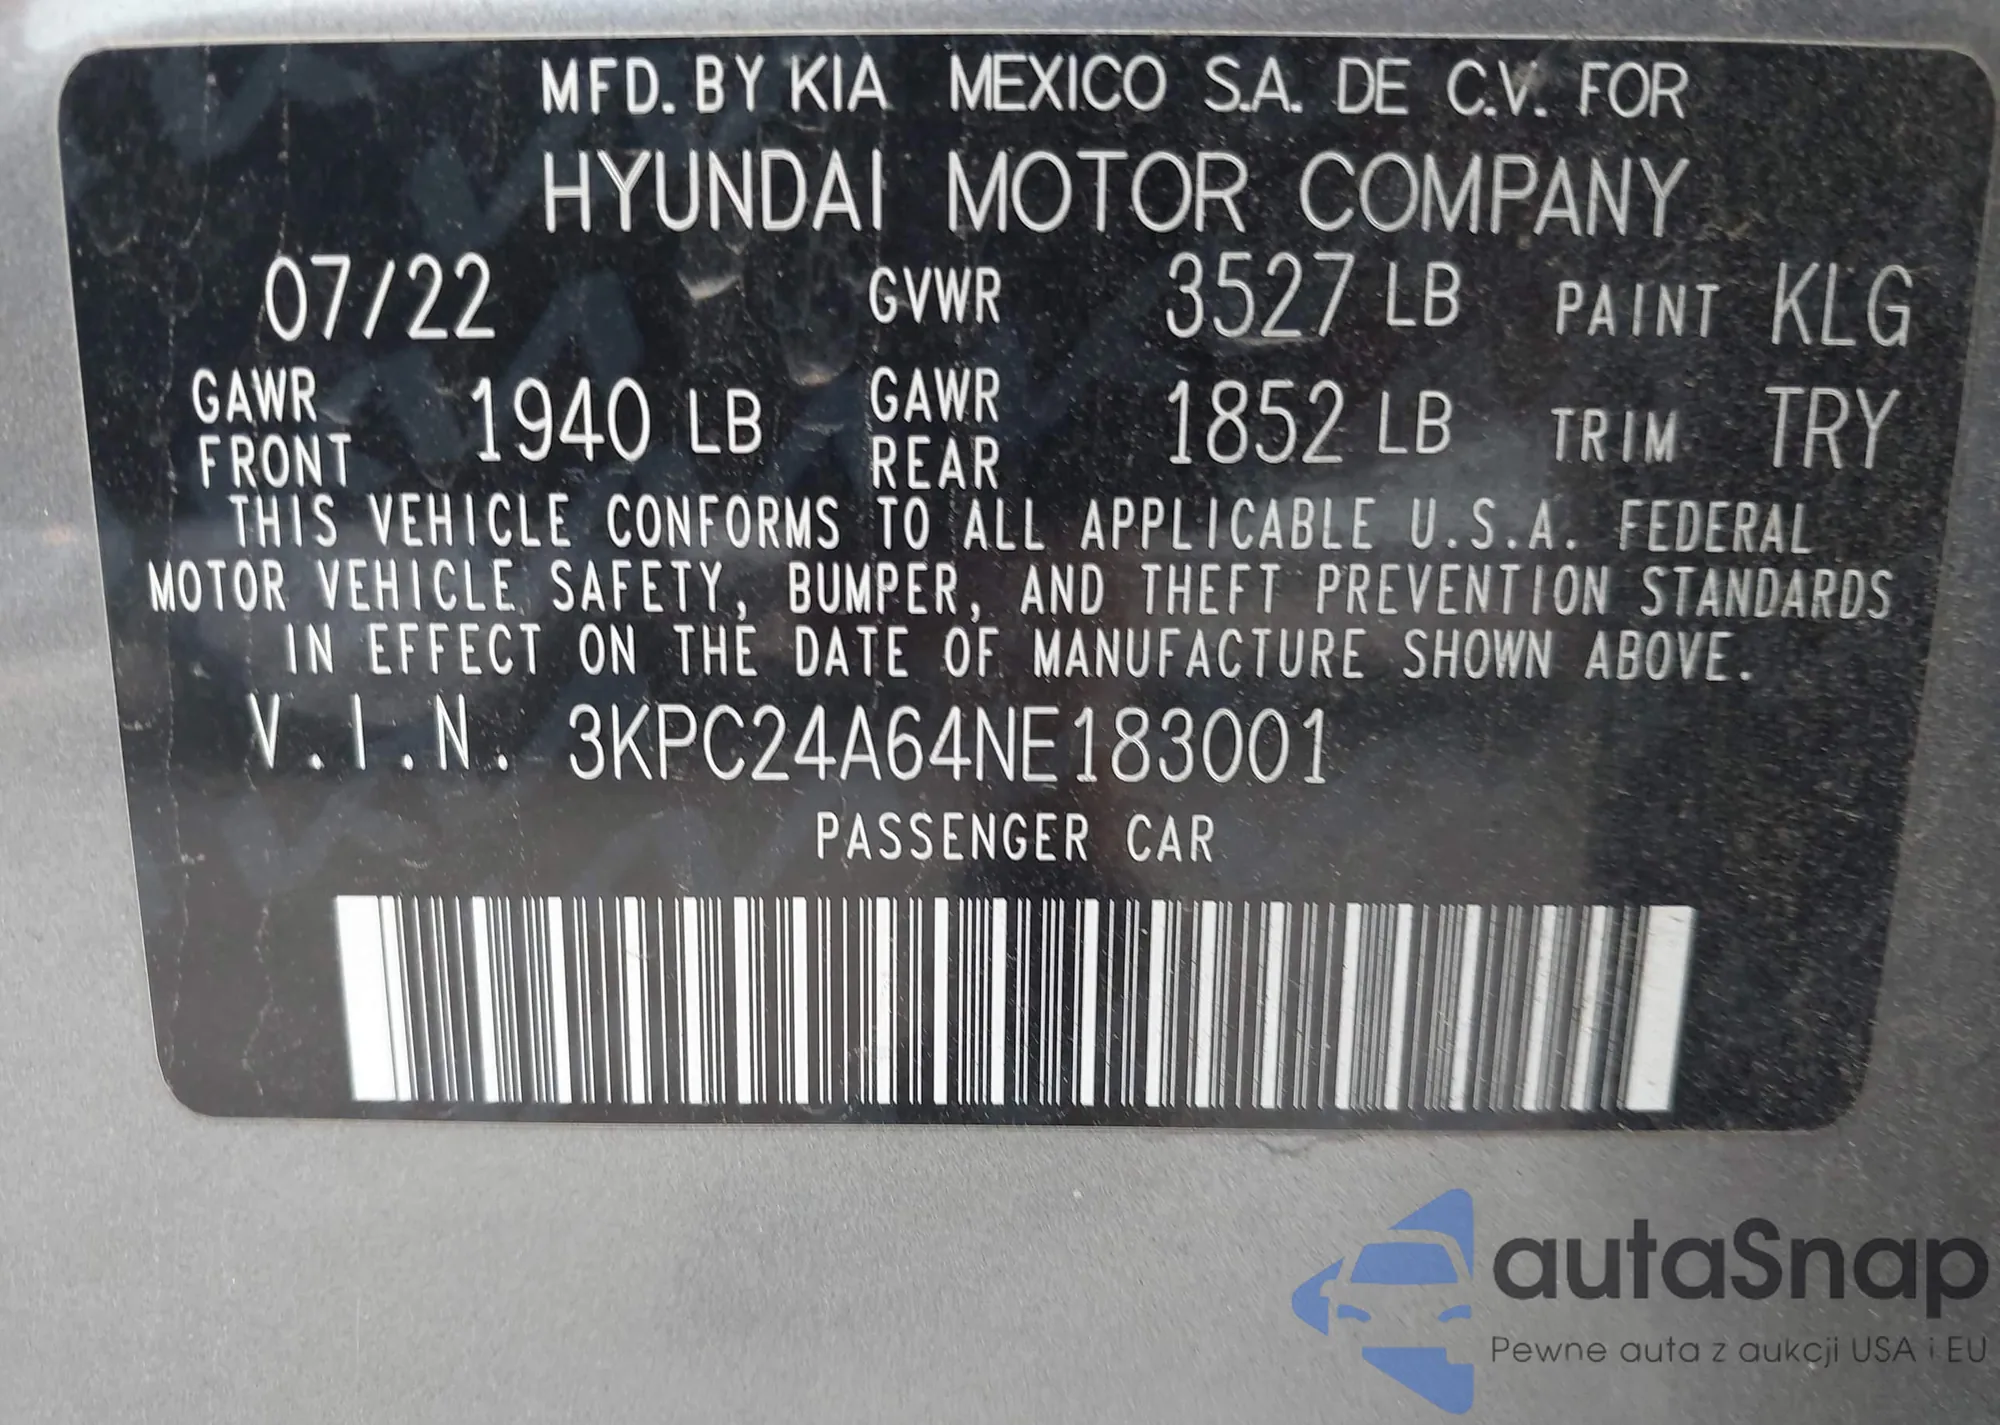 MFD. BY KIA MEXICO S.A. DE C.V. FOR
HYUNDAI MOTOR COMPANY
07/22 GVWR 3527 LB PAINT KLG
GAWR FRONT 1940 LB GAWR REAR 1852 LB TRIM TRY
THIS VEHICLE CONFORMS TO ALL APPLICABLE U.S.A. FEDERAL
MOTOR VEHICLE SAFETY, BUMPER, AND THEFT PREVENTION STANDARDS
IN EFFECT ON THE DATE OF MANUFACTURE SHOWN ABOVE.
V.I.N. 3KPC24A64NE183001
PASSENGER CAR
autaSnap
Pewne auta z aukcji USA i EU